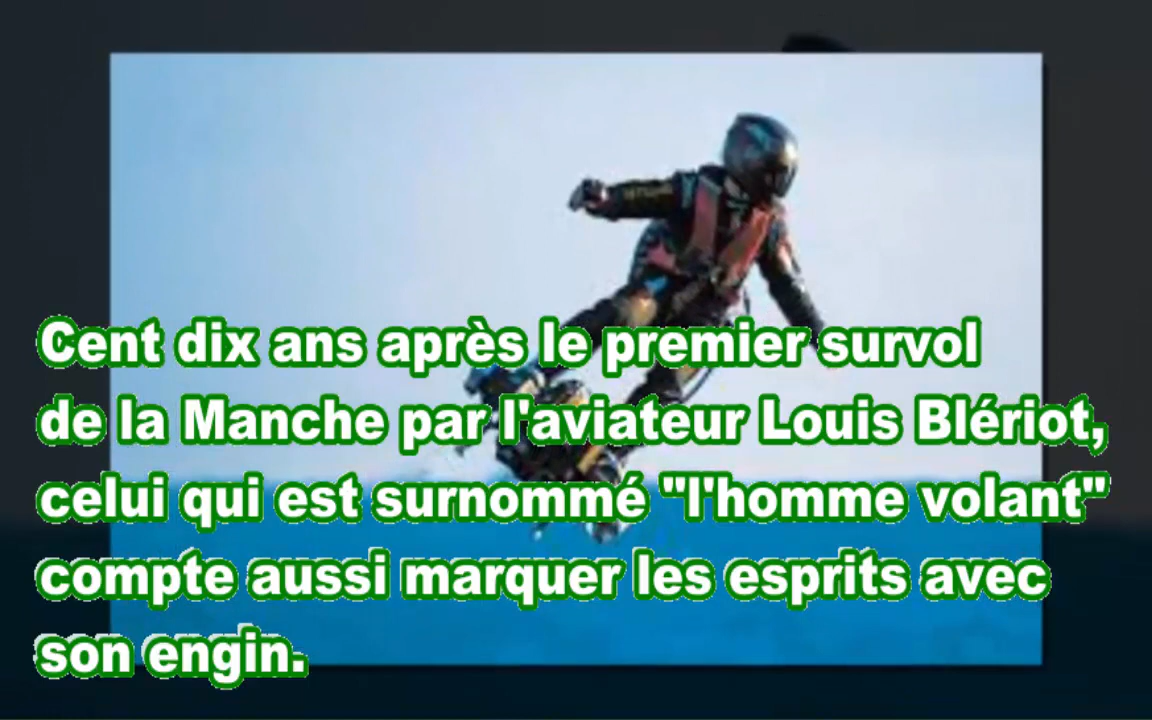 Cent dix ans après le premier survol
de la Manche par l'aviateur Louis Blériot,
celui qui est surnommé "l'homme volant"
compte aussi marquer les esprits avec
son engin.